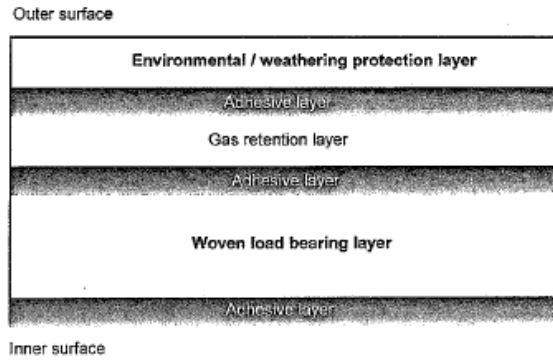 Outer surface
Environmental / weathering protection layer
Adhesive layer
Gas retention layer
Adhesive layer
Woven load bearing layer
Adhesive layer
Inner surface